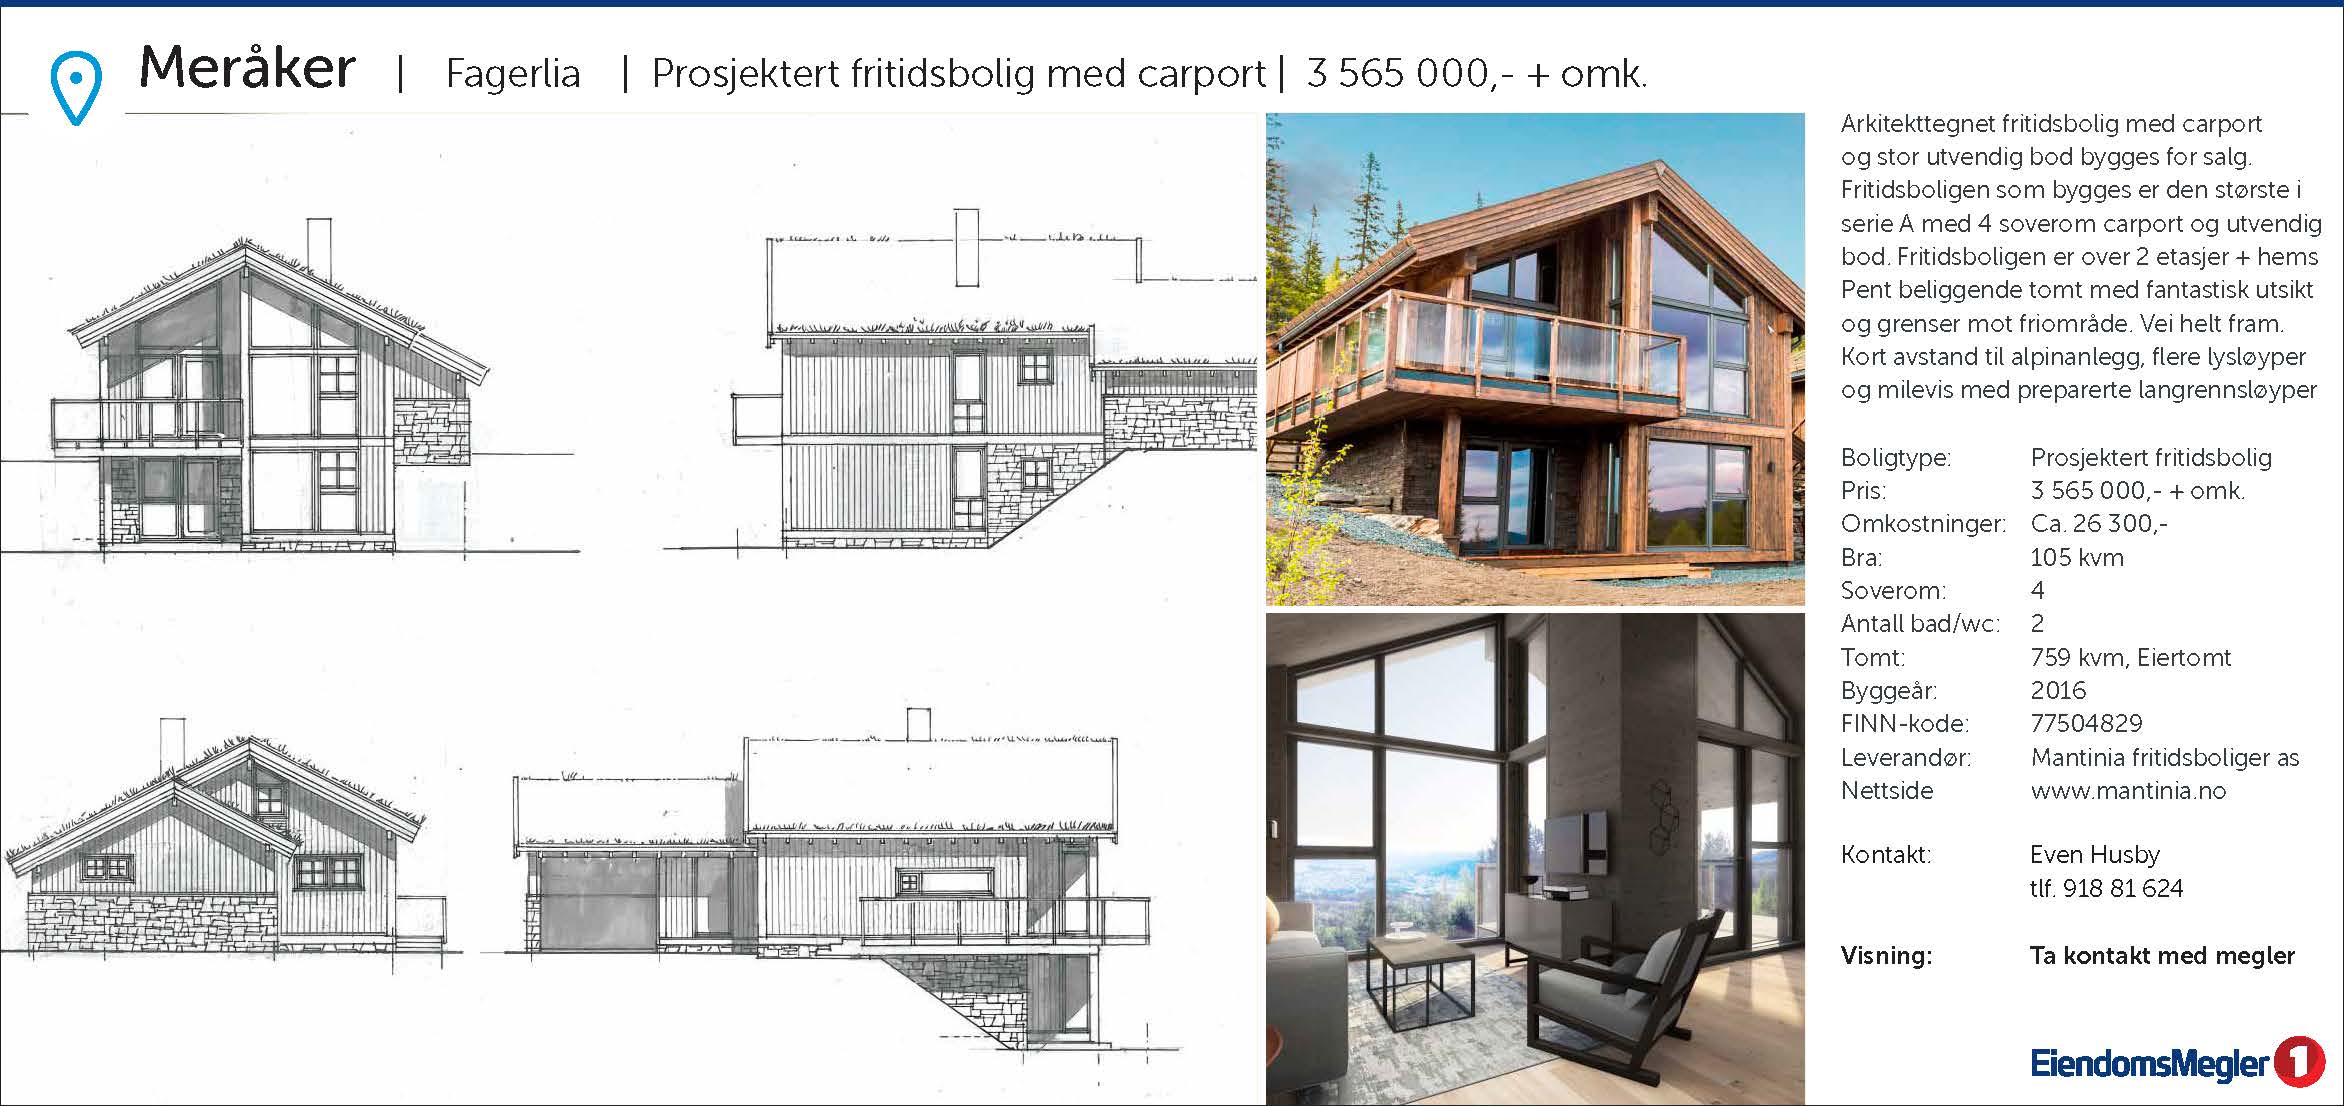 Meråker | Fagerlia | Prosjektert fritidsbolig med carport | 3 565 000,- + omk.
Arkitekttegnet fritidsbolig med carport
og stor utvendig bod bygges for salg.
Fritidsboligen som bygges er den største i
serie A med 4 soverom carport og utvendig
bod. Fritidsboligen er over 2 etasjer + hems
Pent beliggende tomt med fantastisk utsikt
og grenser mot friområde. Vei helt fram.
Kort avstand til alpinanlegg, flere lysløyper
og milevis med preparerte langrennsløyper
Boligtype: Prosjektert fritidsbolig
Pris: 3 565 000,- + omk.
Omkostninger: Ca. 26 300,-
Bra: 105 kvm
Soverom: 4
Antall bad/wc: 2
Tomt: 759 kvm, Eiertomt
Byggeår: 2016
FINN-kode: 77504829
Leverandør: Mantinia fritidsboliger as
Nettside www.mantinia.no
Kontakt: Even Husby
tlf. 918 81 624
Visning: Ta kontakt med megler
EiendomsMegler 1